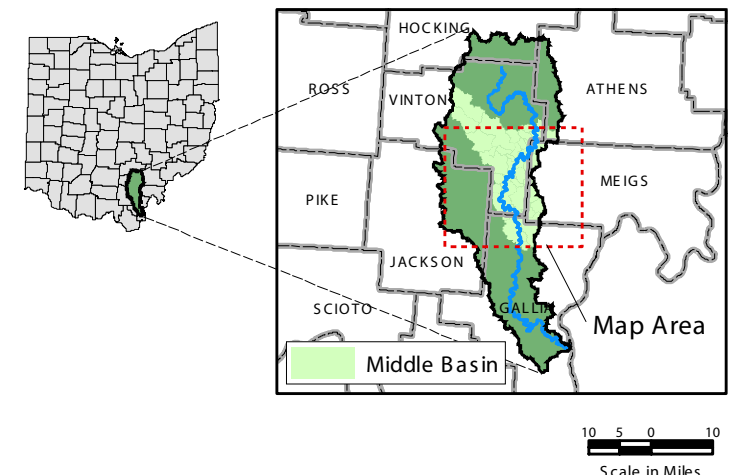 HOCKING
ROSS
VINTON
ATHENS
PIKE
MEIGS
JACKSON
SCIOTO
GALLIA
Map Area
Middle Basin
10 5 0 10
Scale in Miles